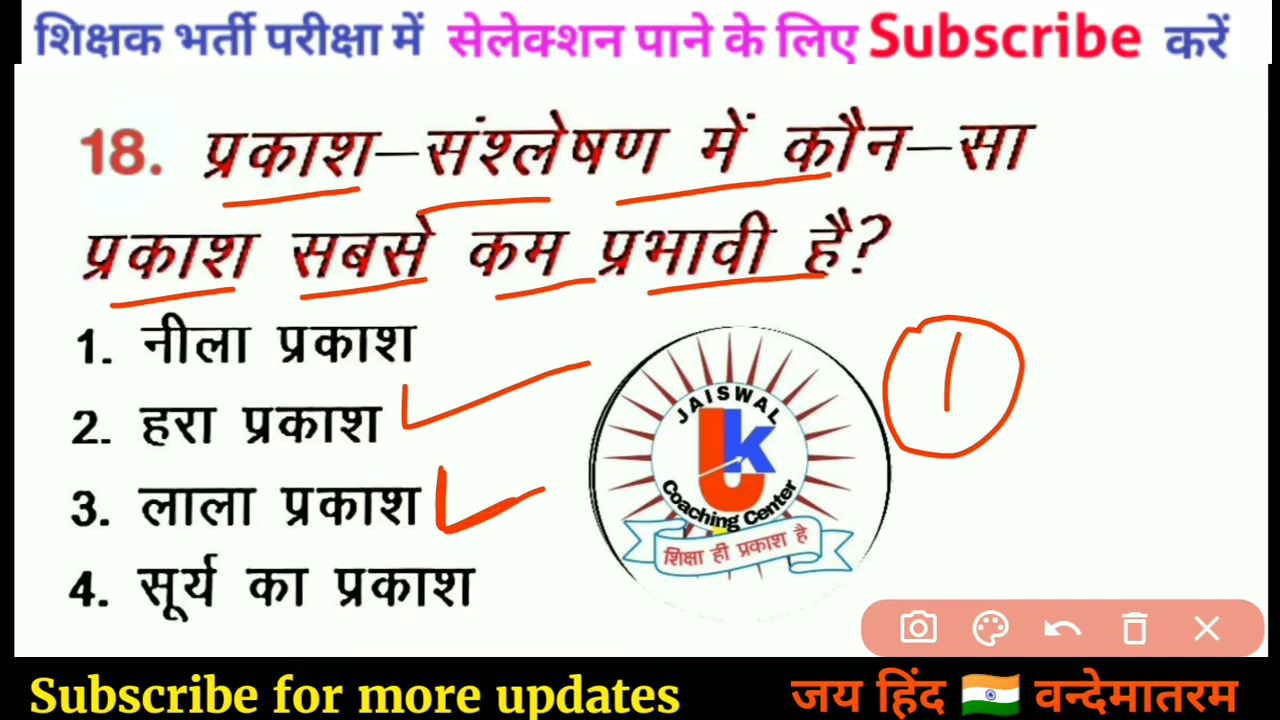 शिक्षक भर्ती परीक्षा में सेलेक्शन पाने के लिए Subscribe करें
18. प्रकाश–संश्लेषण में कौन–सा
प्रकाश सबसे कम प्रभावी है?
1. नीला प्रकाश
2. हरा प्रकाश
3. लाला प्रकाश
4. सूर्य का प्रकाश
1
JAISWAL
JK
Coaching Center
शिक्षा ही प्रकाश है
Subscribe for more updates जय हिंद वन्देमातरम